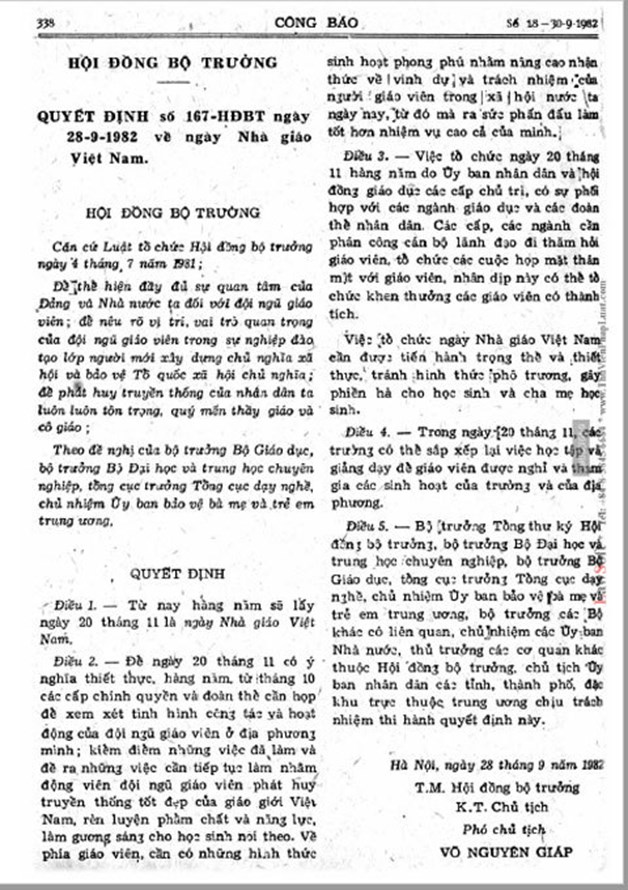 338 CÔNG BÁO Số 18 — 30-9-1982
HỘI ĐỒNG BỘ TRƯỞNG
QUYẾT ĐỊNH số 167-HĐBT ngày
28-9-1982 về ngày Nhà giáo
Việt Nam.
HỘI ĐỒNG BỘ TRƯỞNG
Căn cứ Luật tổ chức Hội đồng bộ trưởng
ngày 4 tháng 7 năm 1981;
Để thể hiện đầy đủ sự quan tâm của
Đảng và Nhà nước ta đối với đội ngũ giáo
viên; để nêu rõ vị trí, vai trò quan trọng
của đội ngũ giáo viên trong sự nghiệp đào
tạo lớp người mới xây dựng chủ nghĩa xã
hội và bảo vệ Tổ quốc xã hội chủ nghĩa;
để phát huy truyền thống của nhân dân ta
luôn luôn tôn trọng, quý mến thầy giáo và
cô giáo;
Theo đề nghị của bộ trưởng Bộ Giáo dục,
bộ trưởng Bộ Đại học và trung học chuyên
nghiệp, tổng cục trưởng Tổng cục dạy nghề,
chủ nhiệm Ủy ban bảo vệ bà mẹ và trẻ em
trung ương,
QUYẾT ĐỊNH
Điều 1. — Từ nay hàng năm sẽ lấy
ngày 20 tháng 11 là ngày Nhà giáo Việt
Nam.
Điều 2. — Để ngày 20 tháng 11 có ý
nghĩa thiết thực, hàng năm, từ tháng 10
các cấp chính quyền và đoàn thể cần họp
để xem xét tình hình công tác và hoạt
động của đội ngũ giáo viên ở địa phương
mình; kiểm điểm những việc đã làm và
đề ra những việc cần tiếp tục làm nhằm
động viên đội ngũ giáo viên phát huy
truyền thống tốt đẹp của giáo giới Việt
Nam, rèn luyện phẩm chất và năng lực,
làm gương sáng cho học sinh noi theo. Về
phía giáo viên, cần có những hình thức
sinh hoạt phong phú nhằm nâng cao nhận
thức về vinh dự và trách nhiệm của
người giáo viên trong xã hội nước ta
ngày nay, từ đó mà ra sức phấn đấu làm
tốt hơn nhiệm vụ cao cả của mình.
Điều 3. — Việc tổ chức ngày 20 tháng
11 hàng năm do Ủy ban nhân dân và hội
đồng giáo dục các cấp chủ trì, có sự phối
hợp với các ngành giáo dục và các đoàn
thể nhân dân. Các cấp, các ngành cần
phân công cán bộ lãnh đạo đi thăm hỏi
giáo viên, tổ chức các cuộc họp mặt thân
mật với giáo viên, nhân dịp này có thể tổ
chức khen thưởng các giáo viên có thành
tích.
Việc tổ chức ngày Nhà giáo Việt Nam
cần được tiến hành trọng thể và thiết
thực, tránh hình thức phô trương, gây
phiền hà cho học sinh và cha mẹ học
sinh.
Điều 4. — Trong ngày 20 tháng 11, các
trường có thể sắp xếp lại việc học tập và
giảng dạy để giáo viên được nghỉ và tham
gia các sinh hoạt của trường và của địa
phương.
Điều 5. — Bộ trưởng Tổng thư ký Hội
đồng bộ trưởng, bộ trưởng Bộ Đại học và
trung học chuyên nghiệp, bộ trưởng Bộ
Giáo dục, tổng cục trưởng Tổng cục dạy
nghề, chủ nhiệm Ủy ban bảo vệ bà mẹ và
trẻ em trung ương, bộ trưởng các Bộ
khác có liên quan, chủ nhiệm các Ủy ban
Nhà nước, thủ trưởng các cơ quan khác
thuộc Hội đồng bộ trưởng, chủ tịch Ủy
ban nhân dân các tỉnh, thành phố, đặc
khu trực thuộc trung ương chịu trách
nhiệm thi hành quyết định này.
Hà Nội, ngày 28 tháng 9 năm 1982
T.M. Hội đồng bộ trưởng
K.T. Chủ tịch
Phó chủ tịch
VÕ NGUYÊN GIÁP